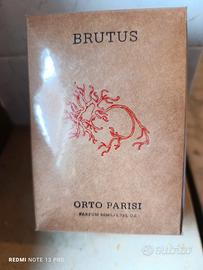 BRUTUS
ORTO PARISI
PARFUM 50ML/1.7FL OZ
REDMI NOTE 13 PRO
subito